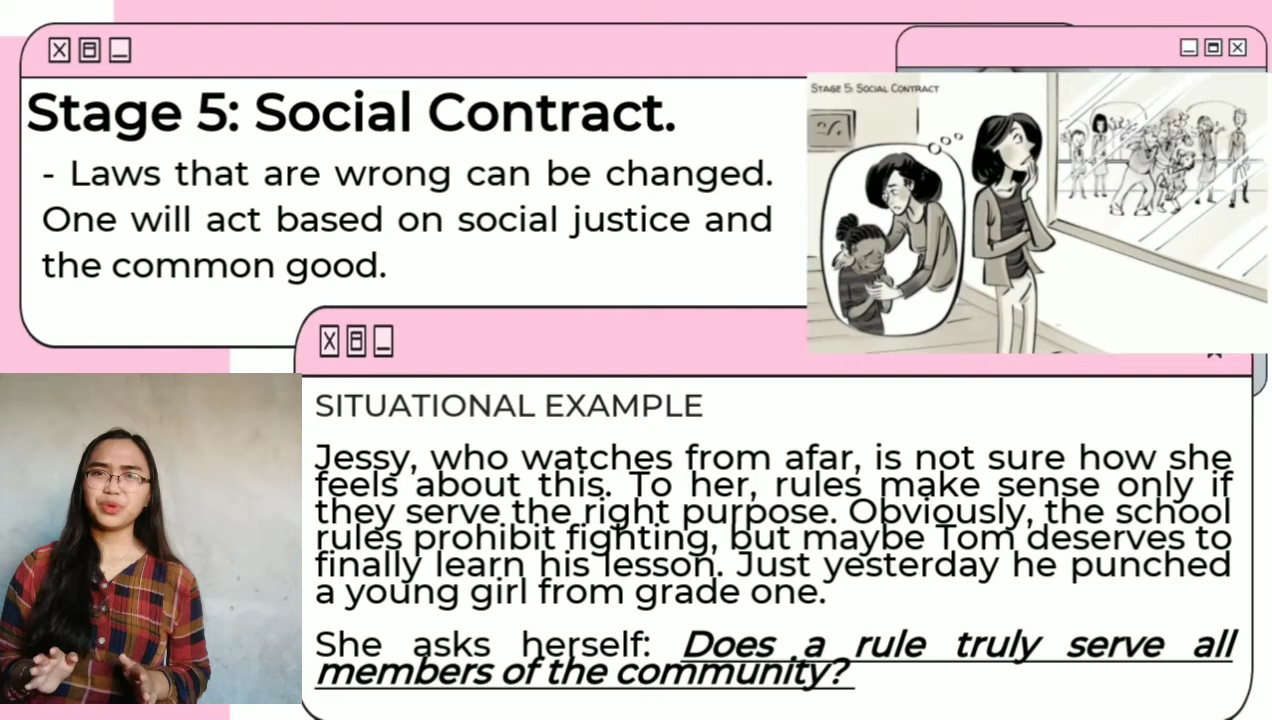 Stage 5: Social Contract.
- Laws that are wrong can be changed.
One will act based on social justice and
the common good.
STAGE 5: SOCIAL CONTRACT
SITUATIONAL EXAMPLE
Jessy, who watches from afar, is not sure how she
feels about this. To her, rules make sense only if
they serve the right purpose. Obviously, the school
rules prohibit fighting, but maybe Tom deserves to
finally learn his lesson. Just yesterday he punched
a young girl from grade one.
She asks herself: Does a rule truly serve all
members of the community?